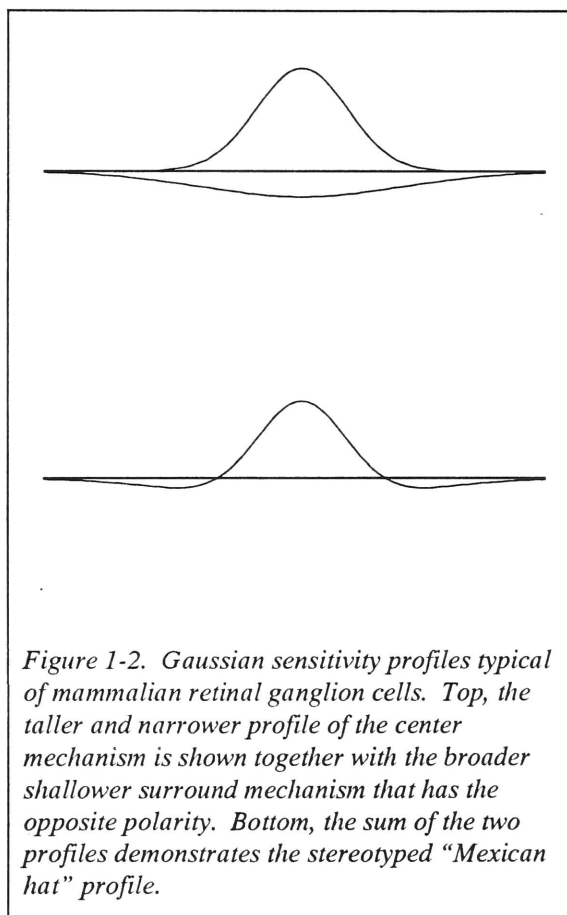 Figure 1-2. Gaussian sensitivity profiles typical
of mammalian retinal ganglion cells. Top, the
taller and narrower profile of the center
mechanism is shown together with the broader
shallower surround mechanism that has the
opposite polarity. Bottom, the sum of the two
profiles demonstrates the stereotyped “Mexican
hat” profile.